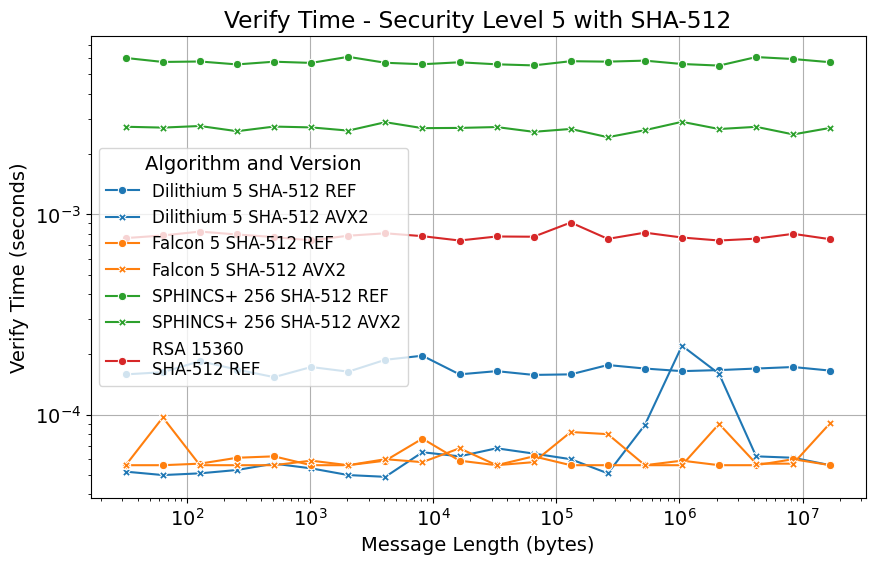 Verify Time - Security Level 5 with SHA-512
Verify Time (seconds)
10⁻³
10⁻⁴
Algorithm and Version
Dilithium 5 SHA-512 REF
Dilithium 5 SHA-512 AVX2
Falcon 5 SHA-512 REF
Falcon 5 SHA-512 AVX2
SPHINCS+ 256 SHA-512 REF
SPHINCS+ 256 SHA-512 AVX2
RSA 15360
SHA-512 REF
10² 10³ 10⁴ 10⁵ 10⁶ 10⁷
Message Length (bytes)